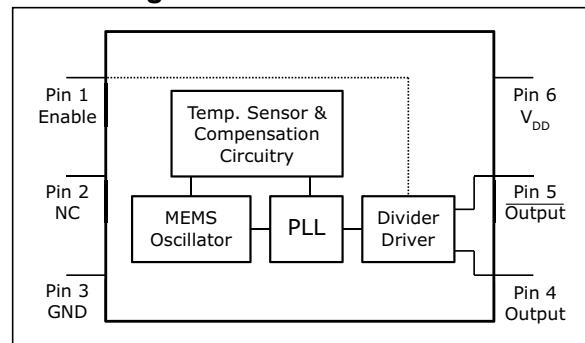 Pin 1
Enable
Pin 2
NC
Pin 3
GND
Temp. Sensor &
Compensation
Circuitry
MEMS
Oscillator
PLL
Divider
Driver
Pin 6
VDD
Pin 5
Output
Pin 4
Output